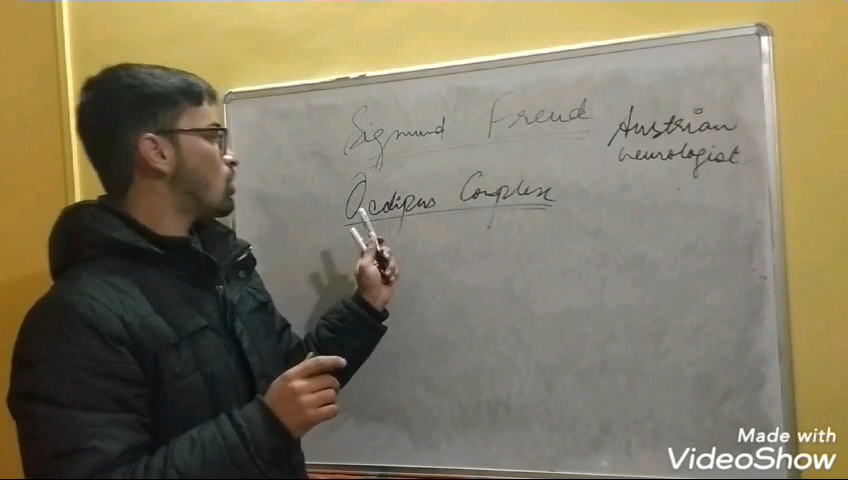 Sigmund Freud
Austrian
neurologist
Oedipus Complex
Made with
VideoShow